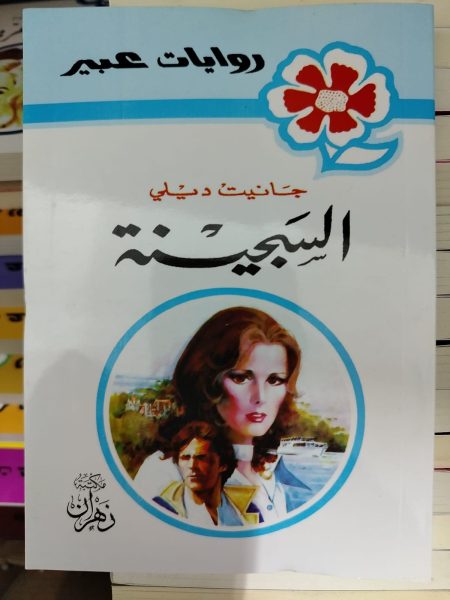 روايات عبير
جانيت ديلي
السجينة
مكتبة
زهران